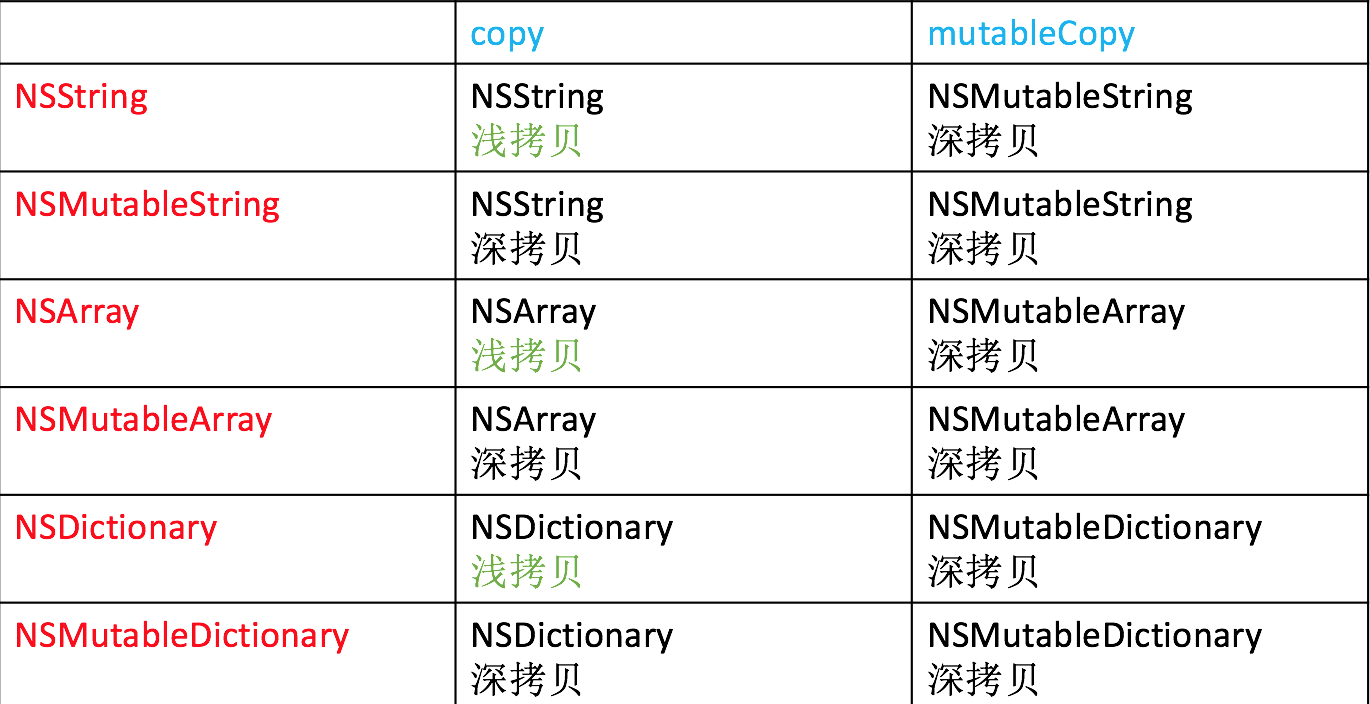 copy mutableCopy
NSString NSString NSMutableString
浅拷贝 深拷贝
NSMutableString NSString NSMutableString
深拷贝 深拷贝
NSArray NSArray NSMutableArray
浅拷贝 深拷贝
NSMutableArray NSArray NSMutableArray
深拷贝 深拷贝
NSDictionary NSDictionary NSMutableDictionary
浅拷贝 深拷贝
NSMutableDictionary NSDictionary NSMutableDictionary
深拷贝 深拷贝